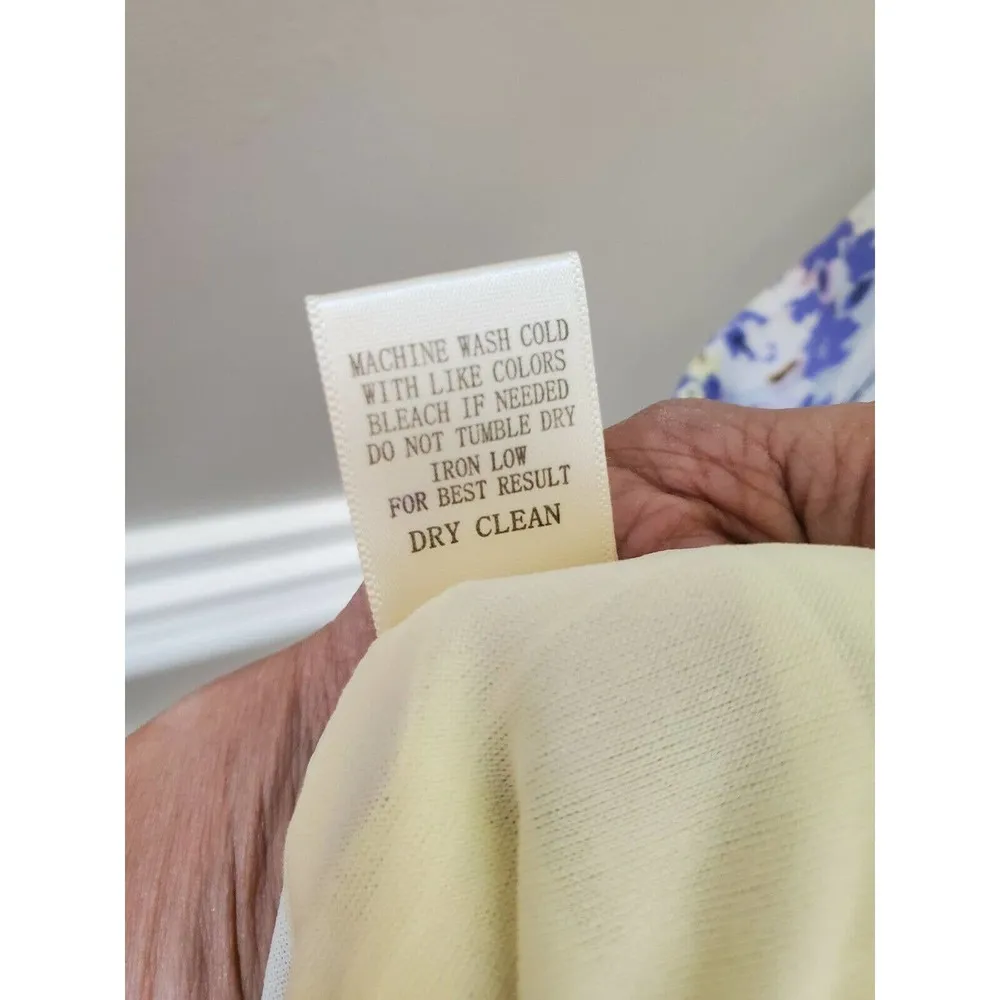 MACHINE WASH COLD
WITH LIKE COLORS
BLEACH IF NEEDED
DO NOT TUMBLE DRY
IRON LOW
FOR BEST RESULT
DRY CLEAN